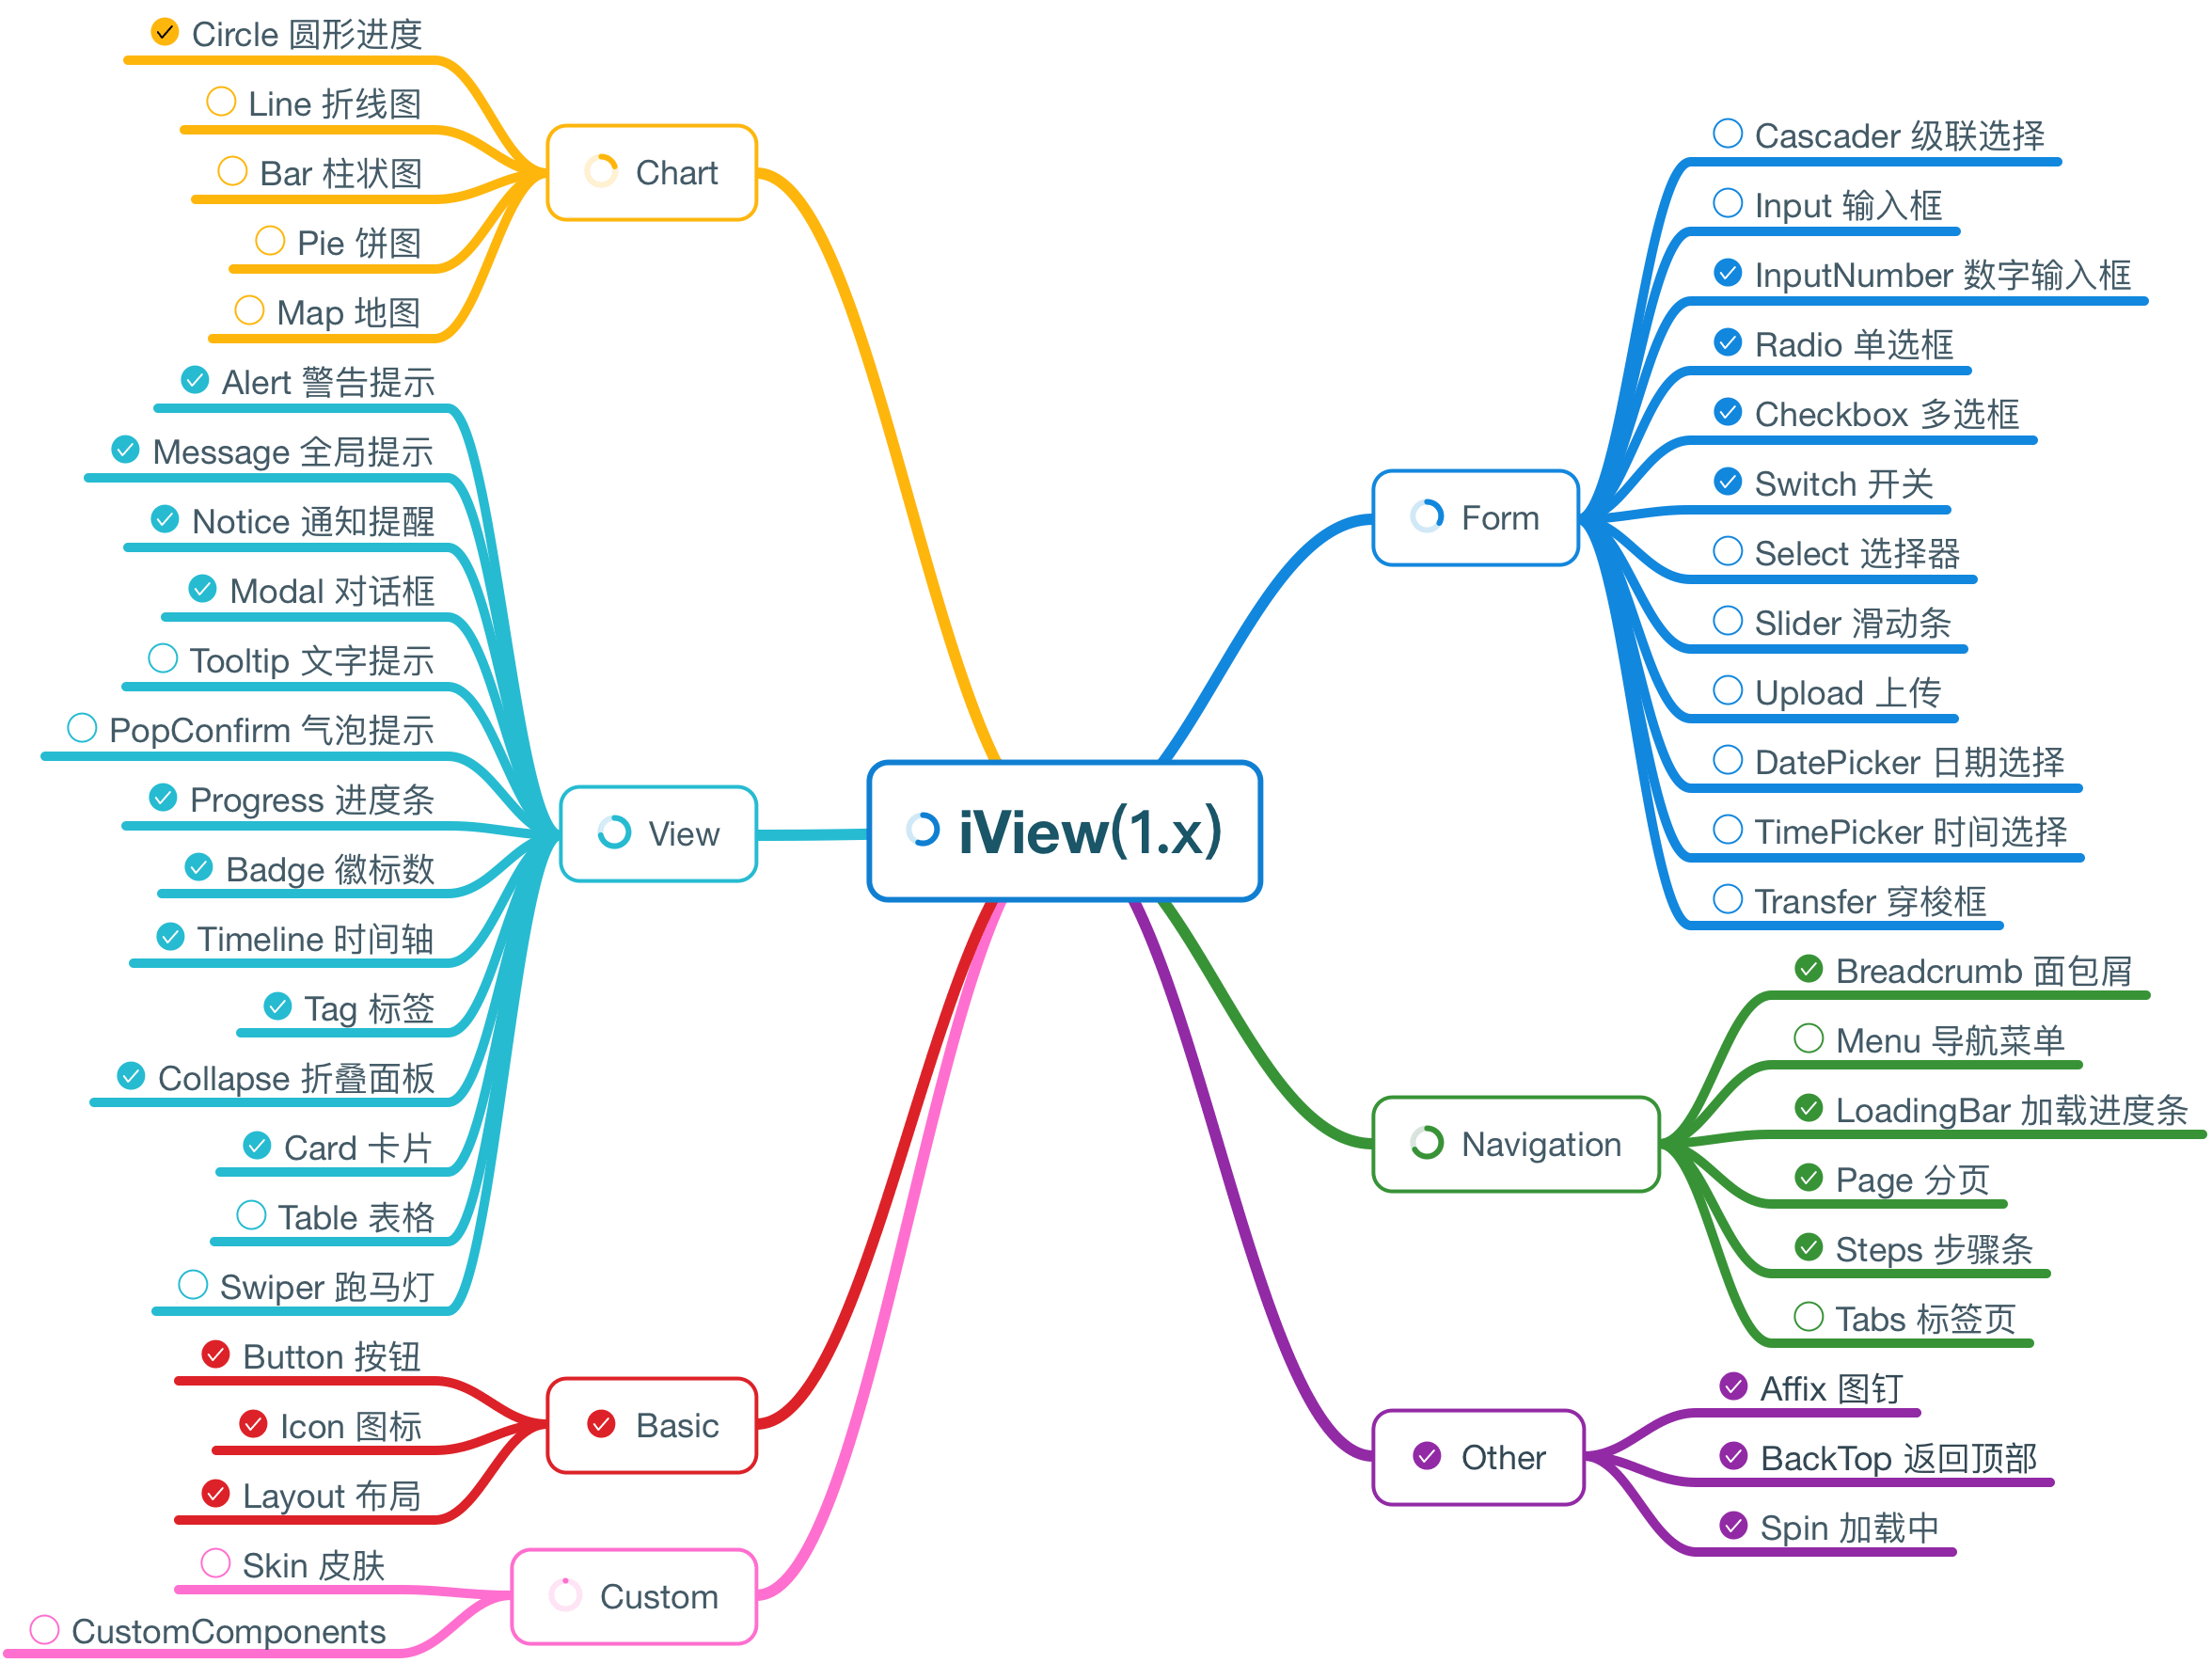 iView(1.x)
Chart
Circle 圆形进度
Line 折线图
Bar 柱状图
Pie 饼图
Map 地图
View
Alert 警告提示
Message 全局提示
Notice 通知提醒
Modal 对话框
Tooltip 文字提示
PopConfirm 气泡提示
Progress 进度条
Badge 徽标数
Timeline 时间轴
Tag 标签
Collapse 折叠面板
Card 卡片
Table 表格
Swiper 跑马灯
Basic
Button 按钮
Icon 图标
Layout 布局
Custom
Skin 皮肤
CustomComponents
Form
Cascader 级联选择
Input 输入框
InputNumber 数字输入框
Radio 单选框
Checkbox 多选框
Switch 开关
Select 选择器
Slider 滑动条
Upload 上传
DatePicker 日期选择
TimePicker 时间选择
Transfer 穿梭框
Navigation
Breadcrumb 面包屑
Menu 导航菜单
LoadingBar 加载进度条
Page 分页
Steps 步骤条
Tabs 标签页
Other
Affix 图钉
BackTop 返回顶部
Spin 加载中